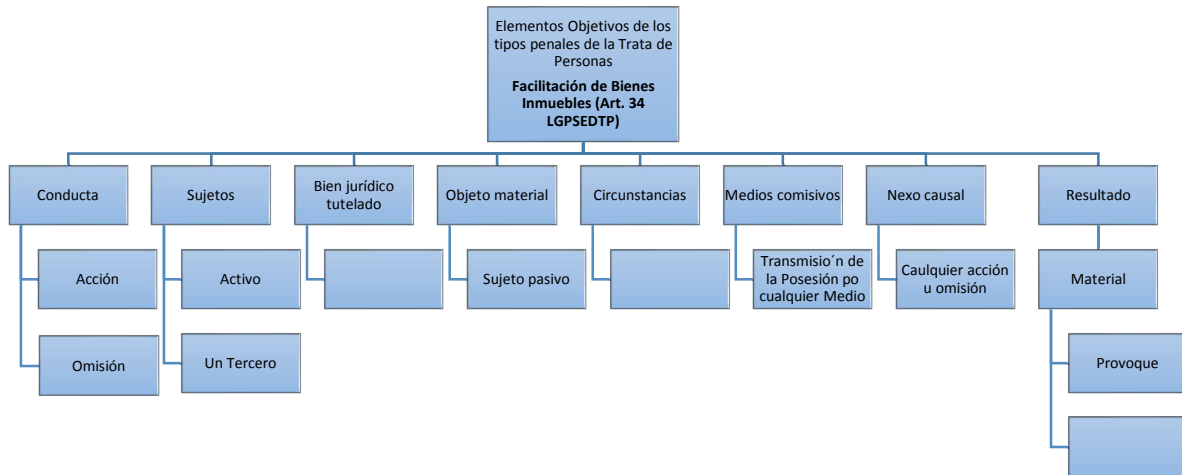 Elementos Objetivos de los
tipos penales de la Trata de
Personas
Facilitación de Bienes
Inmuebles (Art. 34
LGPSEDTP)
Conducta
Sujetos
Bien jurídico
tutelado
Objeto material
Circunstancias
Medios comisivos
Nexo causal
Resultado
Acción
Activo
Sujeto pasivo
Transmisio´n de
la Posesión po
cualquier Medio
Caulquier acción
u omisión
Material
Omisión
Un Tercero
Provoque